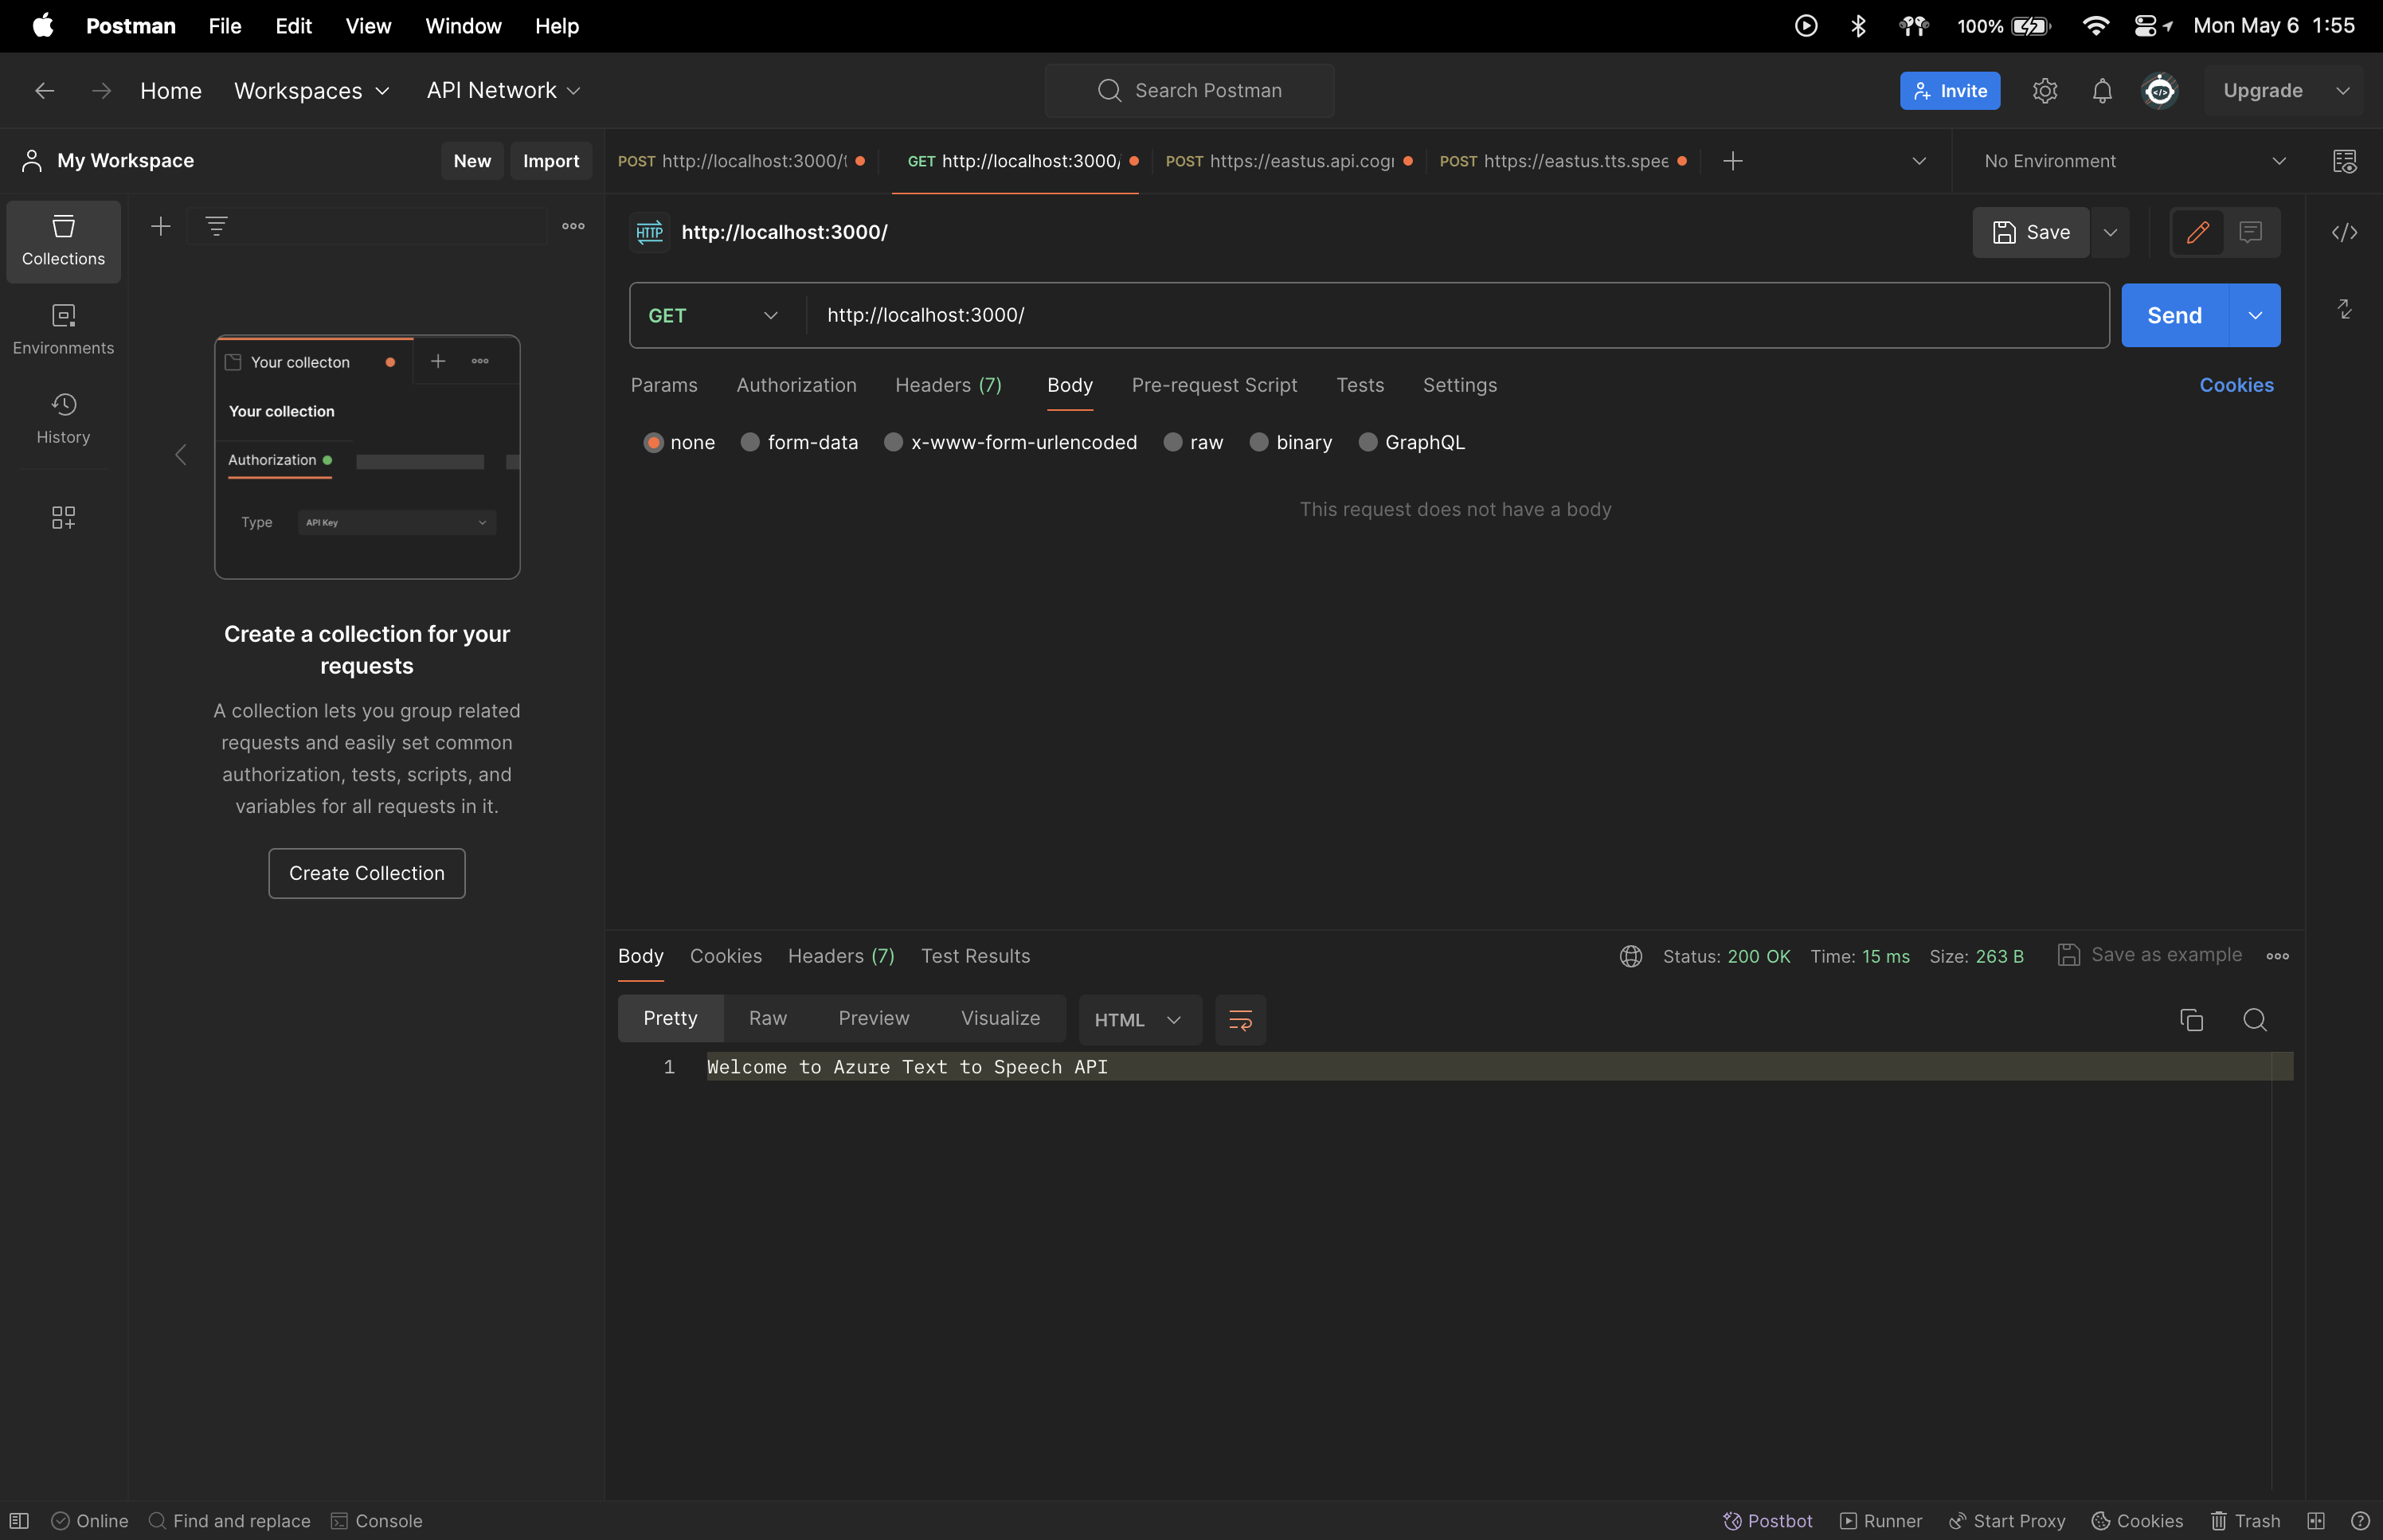 Postman File Edit View Window Help 100% Mon May 6 1:55
Home Workspaces API Network Search Postman Invite Upgrade
My Workspace New Import POST http://localhost:3000/ GET http://localhost:3000/ POST https://eastus.api.cogn POST https://eastus.tts.spee No Environment
Collections
Environments
History
Your collecton
Your collection
Authorization
Type API Key
Create a collection for your
requests
A collection lets you group related
requests and easily set common
authorization, tests, scripts, and
variables for all requests in it.
Create Collection
HTTP http://localhost:3000/ Save
GET http://localhost:3000/ Send
Params Authorization Headers (7) Body Pre-request Script Tests Settings Cookies
none form-data x-www-form-urlencoded raw binary GraphQL
This request does not have a body
Body Cookies Headers (7) Test Results Status: 200 OK Time: 15 ms Size: 263 B Save as example
Pretty Raw Preview Visualize HTML
1 Welcome to Azure Text to Speech API
Online Find and replace Console Postbot Runner Start Proxy Cookies Trash